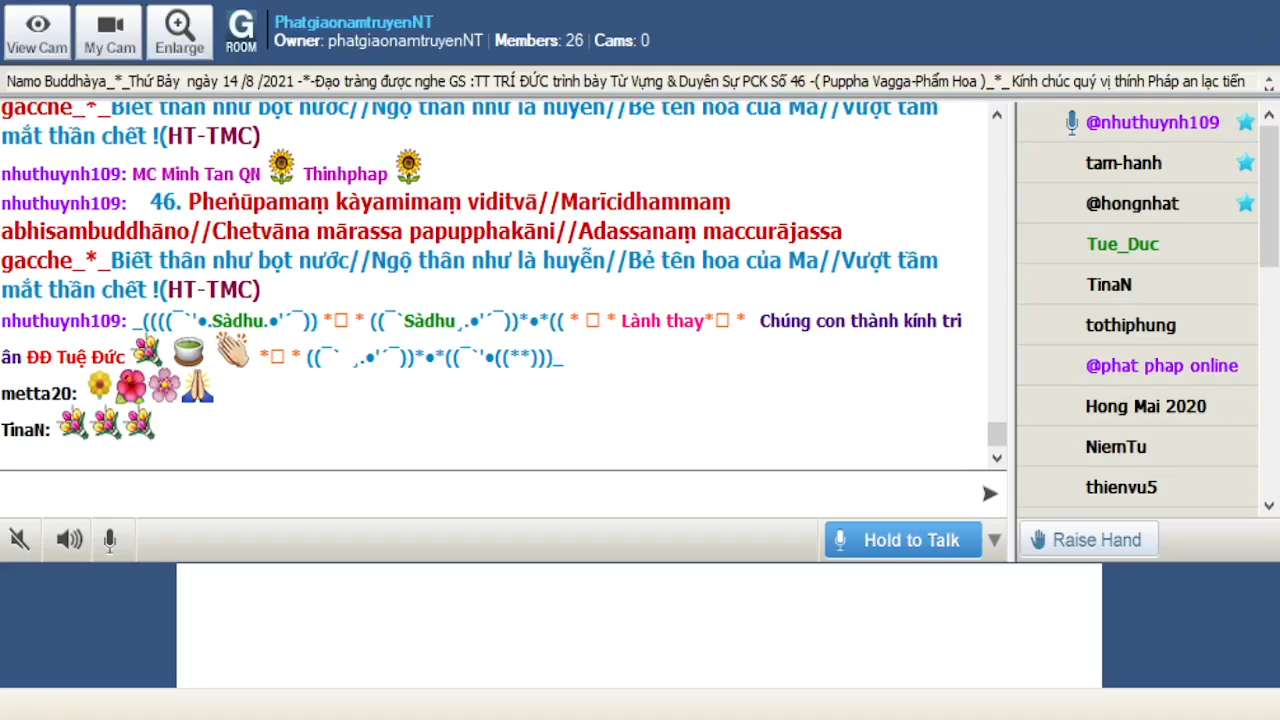 View Cam
My Cam
Enlarge
G
ROOM
PhatgiaonamtruyenNT
Owner: phatgiaonamtruyenNT | Members: 26 | Cams: 0
Namo Buddhàya_*_Thứ Bảy ngày 14 /8 /2021 -*-Đạo tràng được nghe GS :TT TRÍ ĐỨC trình bày Từ Vựng & Duyên Sự PCK Số 46 -( Puppha Vagga-Phẩm Hoa )_*_Kính chúc quý vị thính Pháp an lạc tiến
gacche_*_Biết thân như bọt nước//Ngộ thân như là huyễn//Bẻ tên hoa của Ma//Vượt tầm
mắt thần chết !(HT-TMC)
nhuthuynh109: MC Minh Tan QN Thinhphap
nhuthuynh109: 46. Pheṅūpamaṃ kàyamimaṃ viditvā//Marīcidhammaṃ
abhisambuddhāno//Chetvāna mārassa papupphakāni//Adassanaṃ maccurājassa
gacche_*_Biết thân như bọt nước//Ngộ thân như là huyễn//Bẻ tên hoa của Ma//Vượt tầm
mắt thần chết !(HT-TMC)
nhuthuynh109: _((((¯`'•.Sàdhu.•'´¯)) *□ * ((¯`Sàdhu¸.•'´¯))*•*(( * □ * Lành thay*□ * Chúng con thành kính tri
ân ĐĐ Tuệ Đức *□ * ((¯` ¸.•'´¯))*•*((¯`'•((**)))_
metta20:
TinaN:
@nhuthuynh109
tam-hanh
@hongnhat
Tue_Duc
TinaN
tothiphung
@phat phap online
Hong Mai 2020
NiemTu
thienvu5
Hold to Talk
Raise Hand